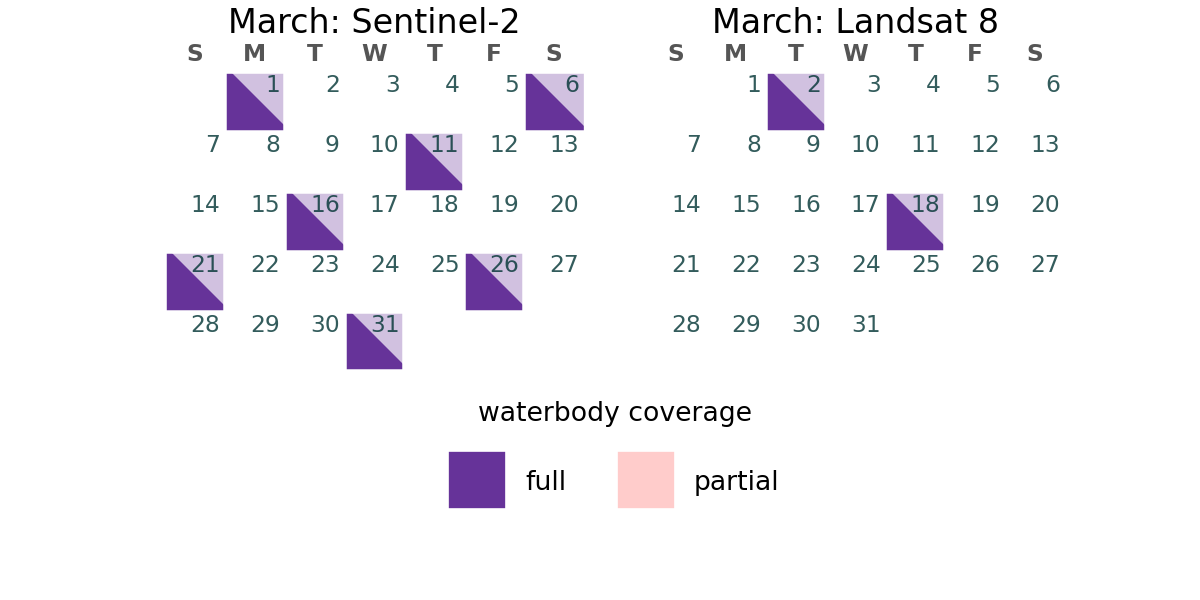 March: Sentinel-2
S M T W T F S
1 2 3 4 5 6
7 8 9 10 11 12 13
14 15 16 17 18 19 20
21 22 23 24 25 26 27
28 29 30 31
March: Landsat 8
S M T W T F S
1 2 3 4 5 6
7 8 9 10 11 12 13
14 15 16 17 18 19 20
21 22 23 24 25 26 27
28 29 30 31
waterbody coverage
full partial